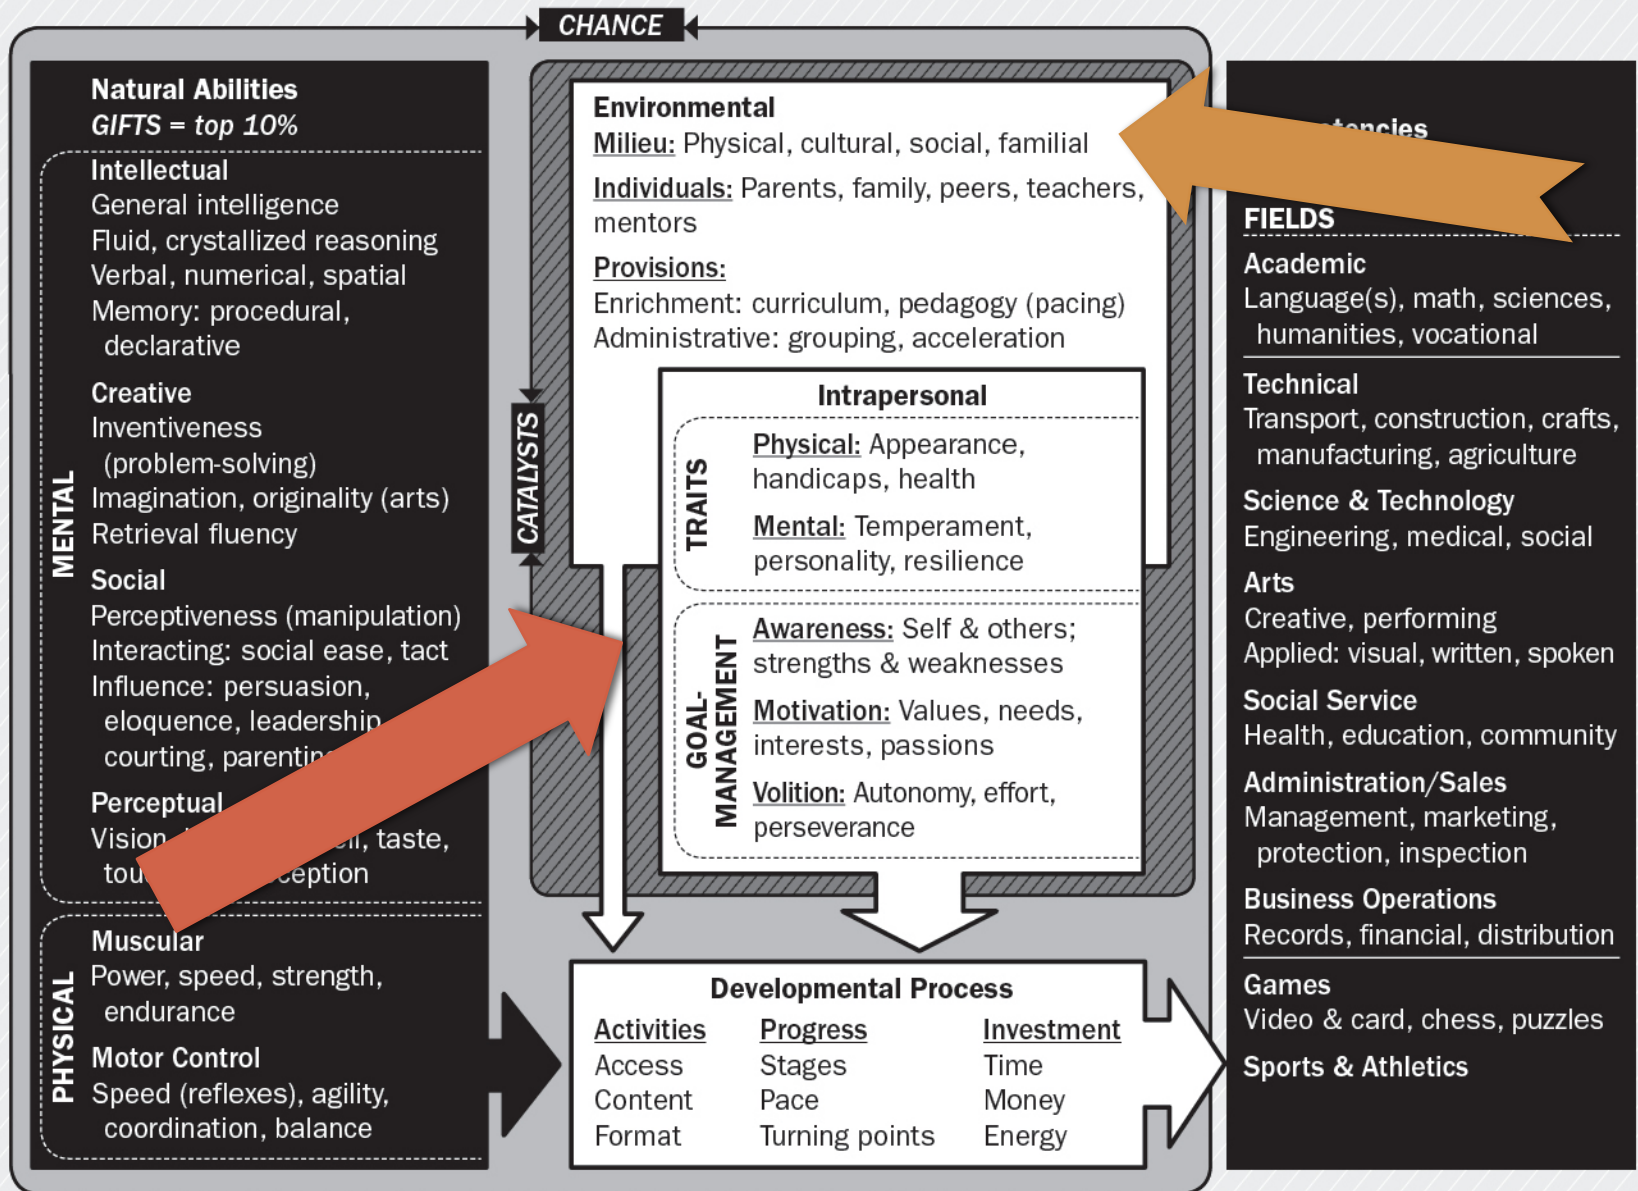 CHANCE
Natural Abilities
GIFTS = top 10%
MENTAL
Intellectual
General intelligence
Fluid, crystallized reasoning
Verbal, numerical, spatial
Memory: procedural,
declarative
Creative
Inventiveness
(problem-solving)
Imagination, originality (arts)
Retrieval fluency
Social
Perceptiveness (manipulation)
Interacting: social ease, tact
Influence: persuasion,
eloquence, leadership
courting, parenting
Perceptual
Vision, taste,
PHYSICAL
Muscular
Power, speed, strength,
endurance
Motor Control
Speed (reflexes), agility,
coordination, balance
CATALYSTS
Environmental
Milieu: Physical, cultural, social, familial
Individuals: Parents, family, peers, teachers,
mentors
Provisions:
Enrichment: curriculum, pedagogy (pacing)
Administrative: grouping, acceleration
Intrapersonal
TRAITS
Physical: Appearance,
handicaps, health
Mental: Temperament,
personality, resilience
GOAL-
MANAGEMENT
Awareness: Self & others;
strengths & weaknesses
Motivation: Values, needs,
interests, passions
Volition: Autonomy, effort,
perseverance
Developmental Process
Activities Progress Investment
Access Stages Time
Content Pace Money
Format Turning points Energy
FIELDS
Academic
Language(s), math, sciences,
humanities, vocational
Technical
Transport, construction, crafts,
manufacturing, agriculture
Science & Technology
Engineering, medical, social
Arts
Creative, performing
Applied: visual, written, spoken
Social Service
Health, education, community
Administration/Sales
Management, marketing,
protection, inspection
Business Operations
Records, financial, distribution
Games
Video & card, chess, puzzles
Sports & Athletics